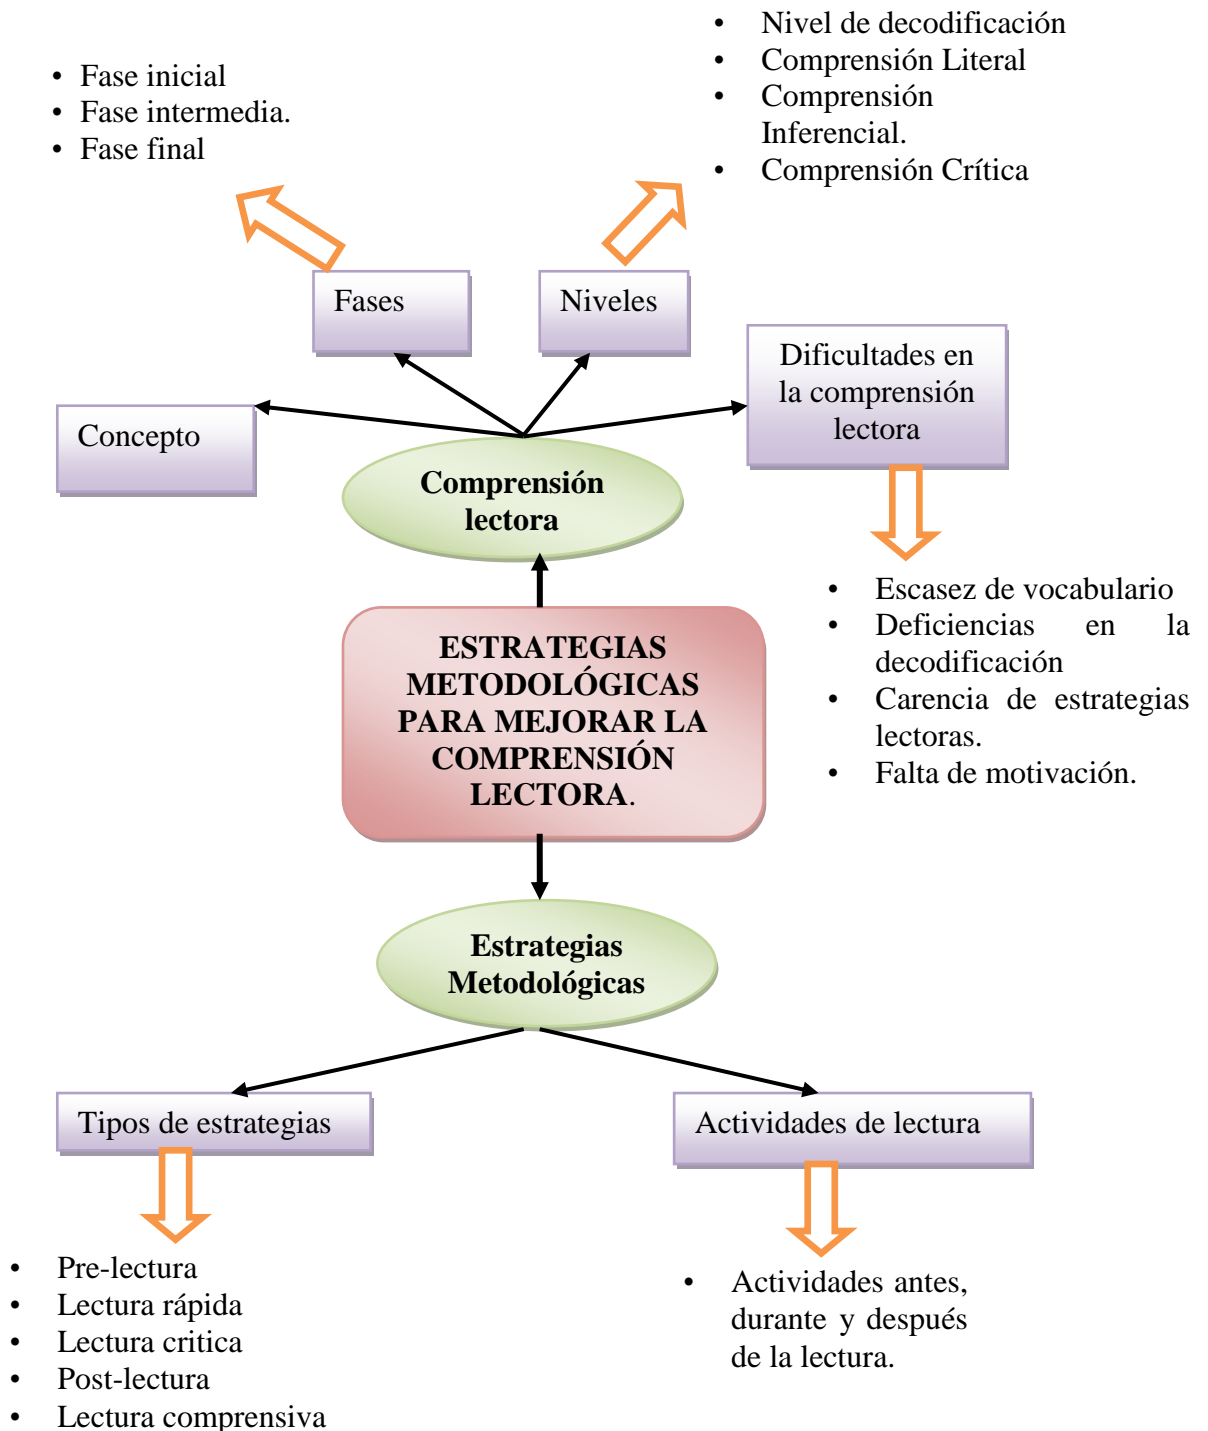 • Nivel de decodificación
• Comprensión Literal
• Comprensión
Inferencial.
• Comprensión Crítica
• Fase inicial
• Fase intermedia.
• Fase final
Fases
Niveles
Dificultades en
la comprensión
lectora
Concepto
Comprensión
lectora
• Escasez de vocabulario
• Deficiencias en la
decodificación
• Carencia de estrategias
lectoras.
• Falta de motivación.
ESTRATEGIAS
METODOLÓGICAS
PARA MEJORAR LA
COMPRENSIÓN
LECTORA.
Estrategias
Metodológicas
Tipos de estrategias
Actividades de lectura
• Pre-lectura
• Lectura rápida
• Lectura critica
• Post-lectura
• Lectura comprensiva
• Actividades antes,
durante y después
de la lectura.